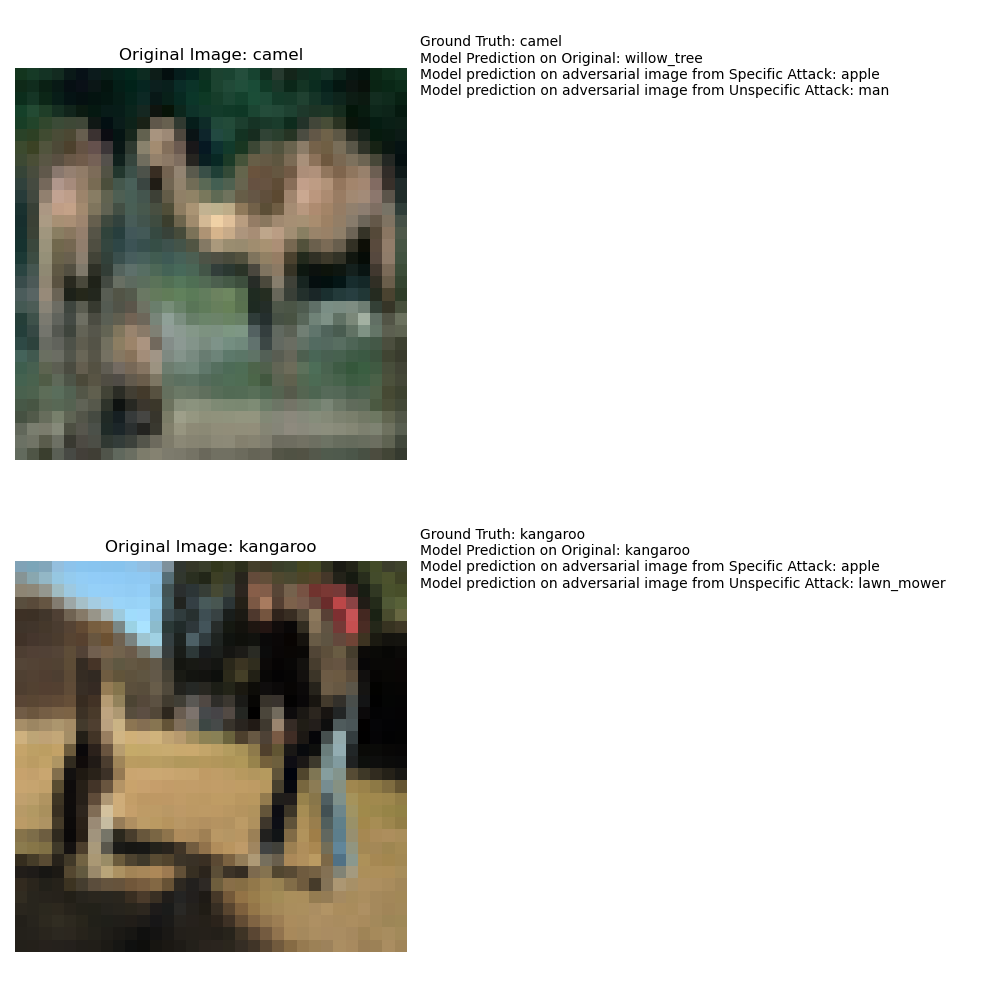 Original Image: camel
Ground Truth: camel
Model Prediction on Original: willow_tree
Model prediction on adversarial image from Specific Attack: apple
Model prediction on adversarial image from Unspecific Attack: man
Original Image: kangaroo
Ground Truth: kangaroo
Model Prediction on Original: kangaroo
Model prediction on adversarial image from Specific Attack: apple
Model prediction on adversarial image from Unspecific Attack: lawn_mower